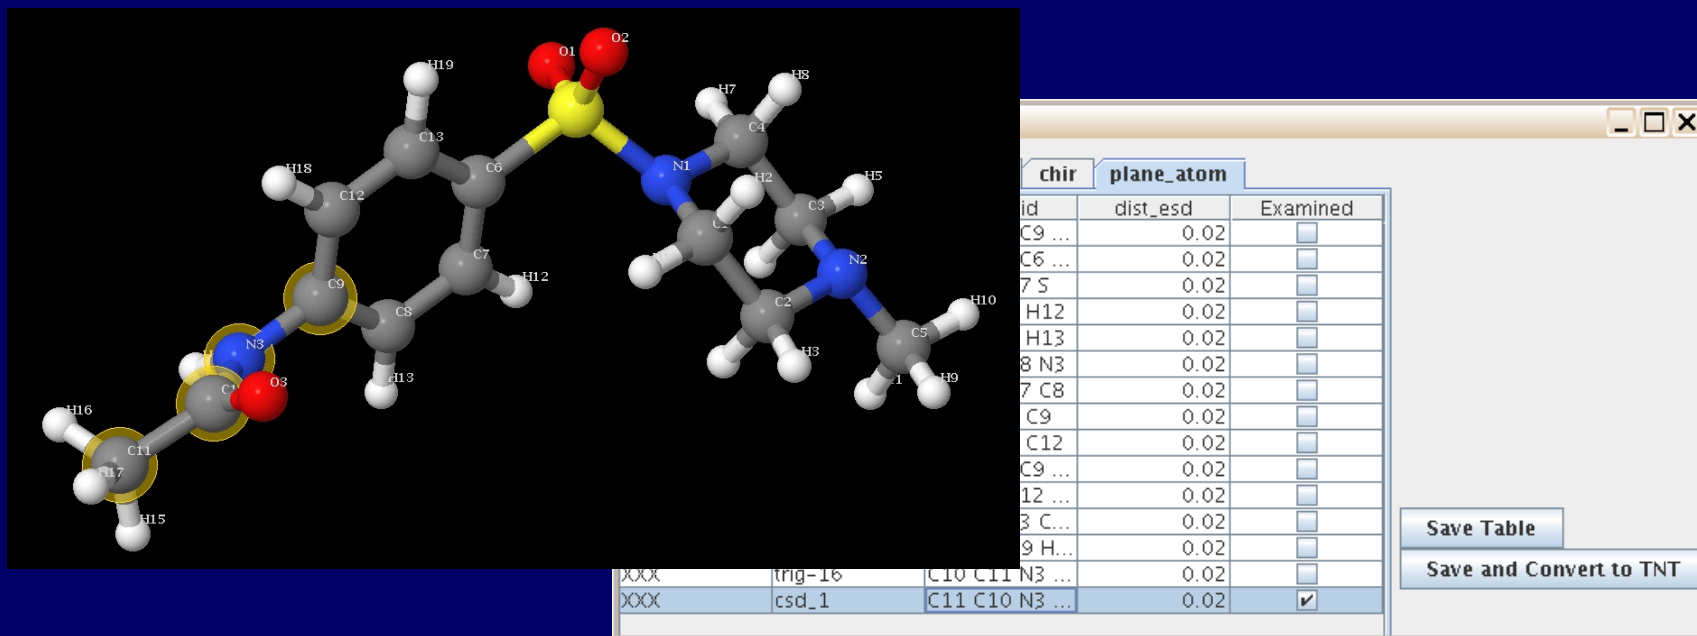 O2
O1
H19
H8
H7
C4
C13
C6
N1
H18
H2
H5
C12
C3
C7
N2
H12
C9
C2
H10
C8
C5
N3
H3
H13
O3
H9
H16
C11
H17
H15
chir
plane_atom
id
dist_esd
Examined
C9 ...
0.02
C6 ...
0.02
7 S
0.02
H12
0.02
H13
0.02
8 N3
0.02
7 C8
0.02
C9
0.02
C12
0.02
C9 ...
0.02
12 ...
0.02
3 C...
0.02
9 H...
0.02
XXX
trig-16
C10 C11 N3 ...
0.02
XXX
csd_1
C11 C10 N3 ...
0.02
Save Table
Save and Convert to TNT